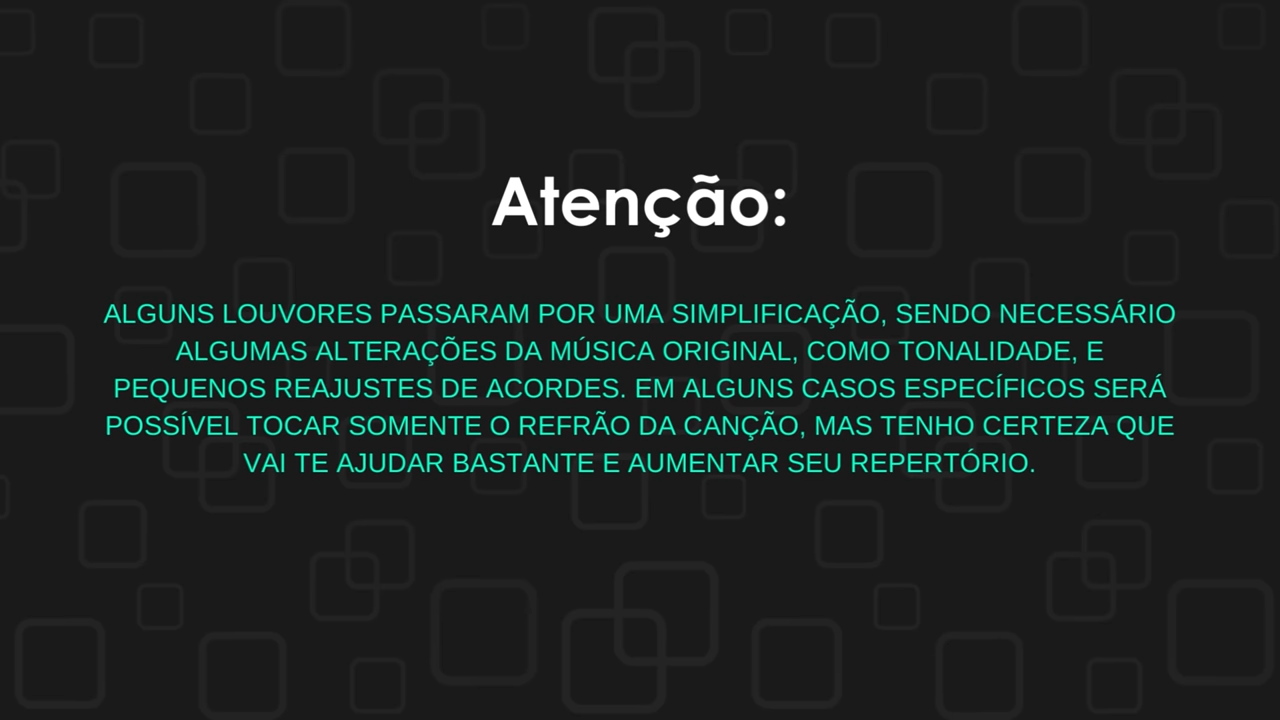 Atenção:
ALGUNS LOUVORES PASSARAM POR UMA SIMPLIFICAÇÃO, SENDO NECESSÁRIO
ALGUMAS ALTERAÇÕES DA MÚSICA ORIGINAL, COMO TONALIDADE, E
PEQUENOS REAJUSTES DE ACORDES. EM ALGUNS CASOS ESPECÍFICOS SERÁ
POSSÍVEL TOCAR SOMENTE O REFRÃO DA CANÇÃO, MAS TENHO CERTEZA QUE
VAI TE AJUDAR BASTANTE E AUMENTAR SEU REPERTÓRIO.